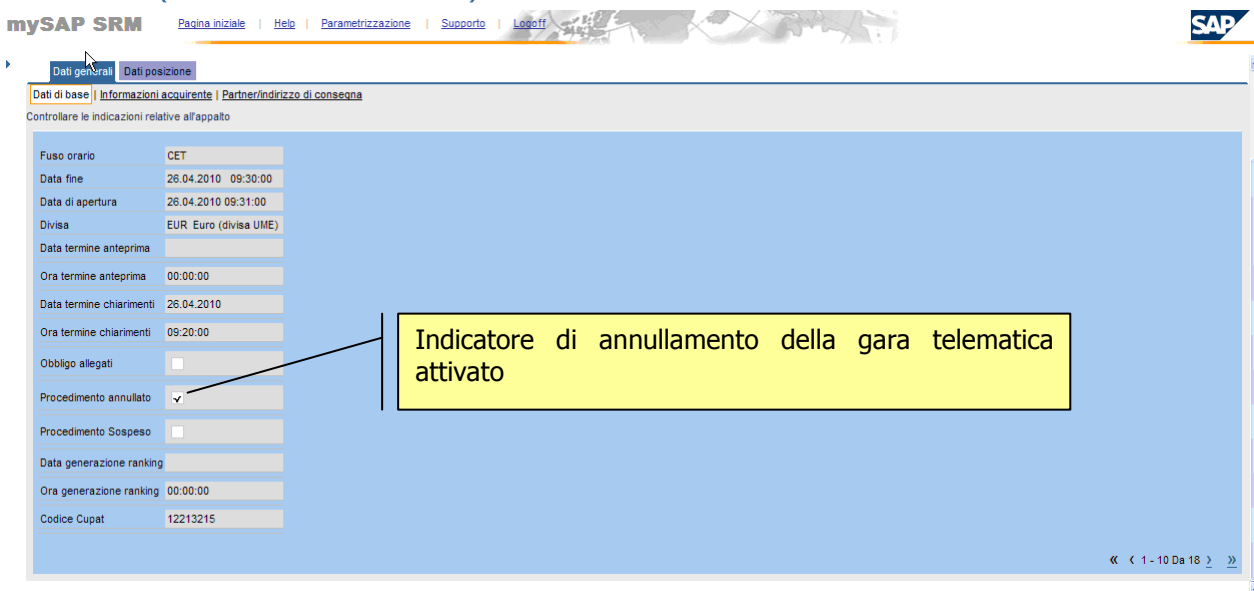 mySAP SRM
Pagina iniziale | Help | Parametrizzazione | Supporto | Logoff
SAP
Dati generali Dati posizione
Dati di base | Informazioni acquirente | Partner/indirizzo di consegna
Controllare le indicazioni relative all'appalto
Fuso orario CET
Data fine 26.04.2010 09:30:00
Data di apertura 26.04.2010 09:31:00
Divisa EUR Euro (divisa UME)
Data termine anteprima
Ora termine anteprima 00:00:00
Data termine chiarimenti 26.04.2010
Ora termine chiarimenti 09:20:00
Obbligo allegati
Procedimento annullato
Procedimento Sospeso
Data generazione ranking
Ora generazione ranking 00:00:00
Codice Cupat 12213215
Indicatore di annullamento della gara telematica
attivato
1 - 10 Da 18